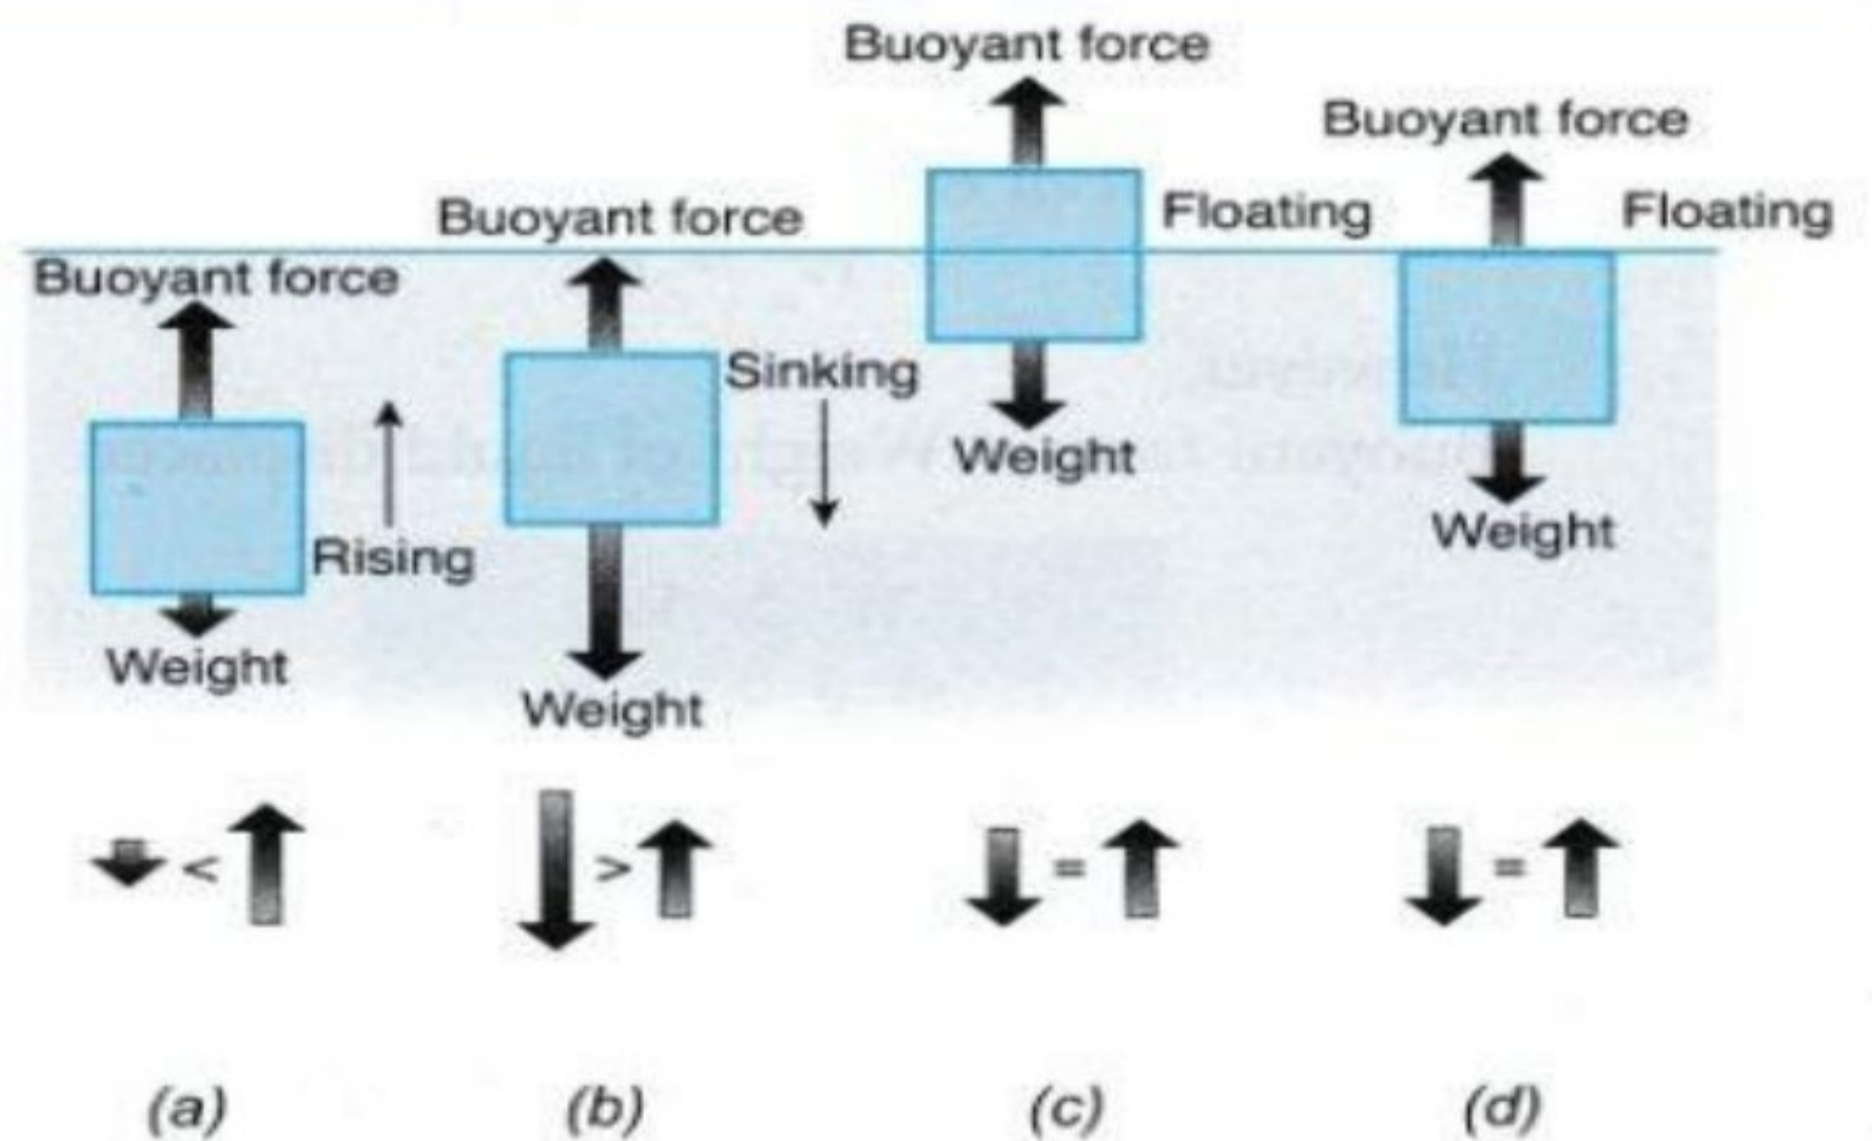 Buoyant force
Buoyant force
Buoyant force
Floating
Floating
Buoyant force
Sinking
Weight
Weight
Rising
Weight
Weight
<
>
=
=
(a)
(b)
(c)
(d)